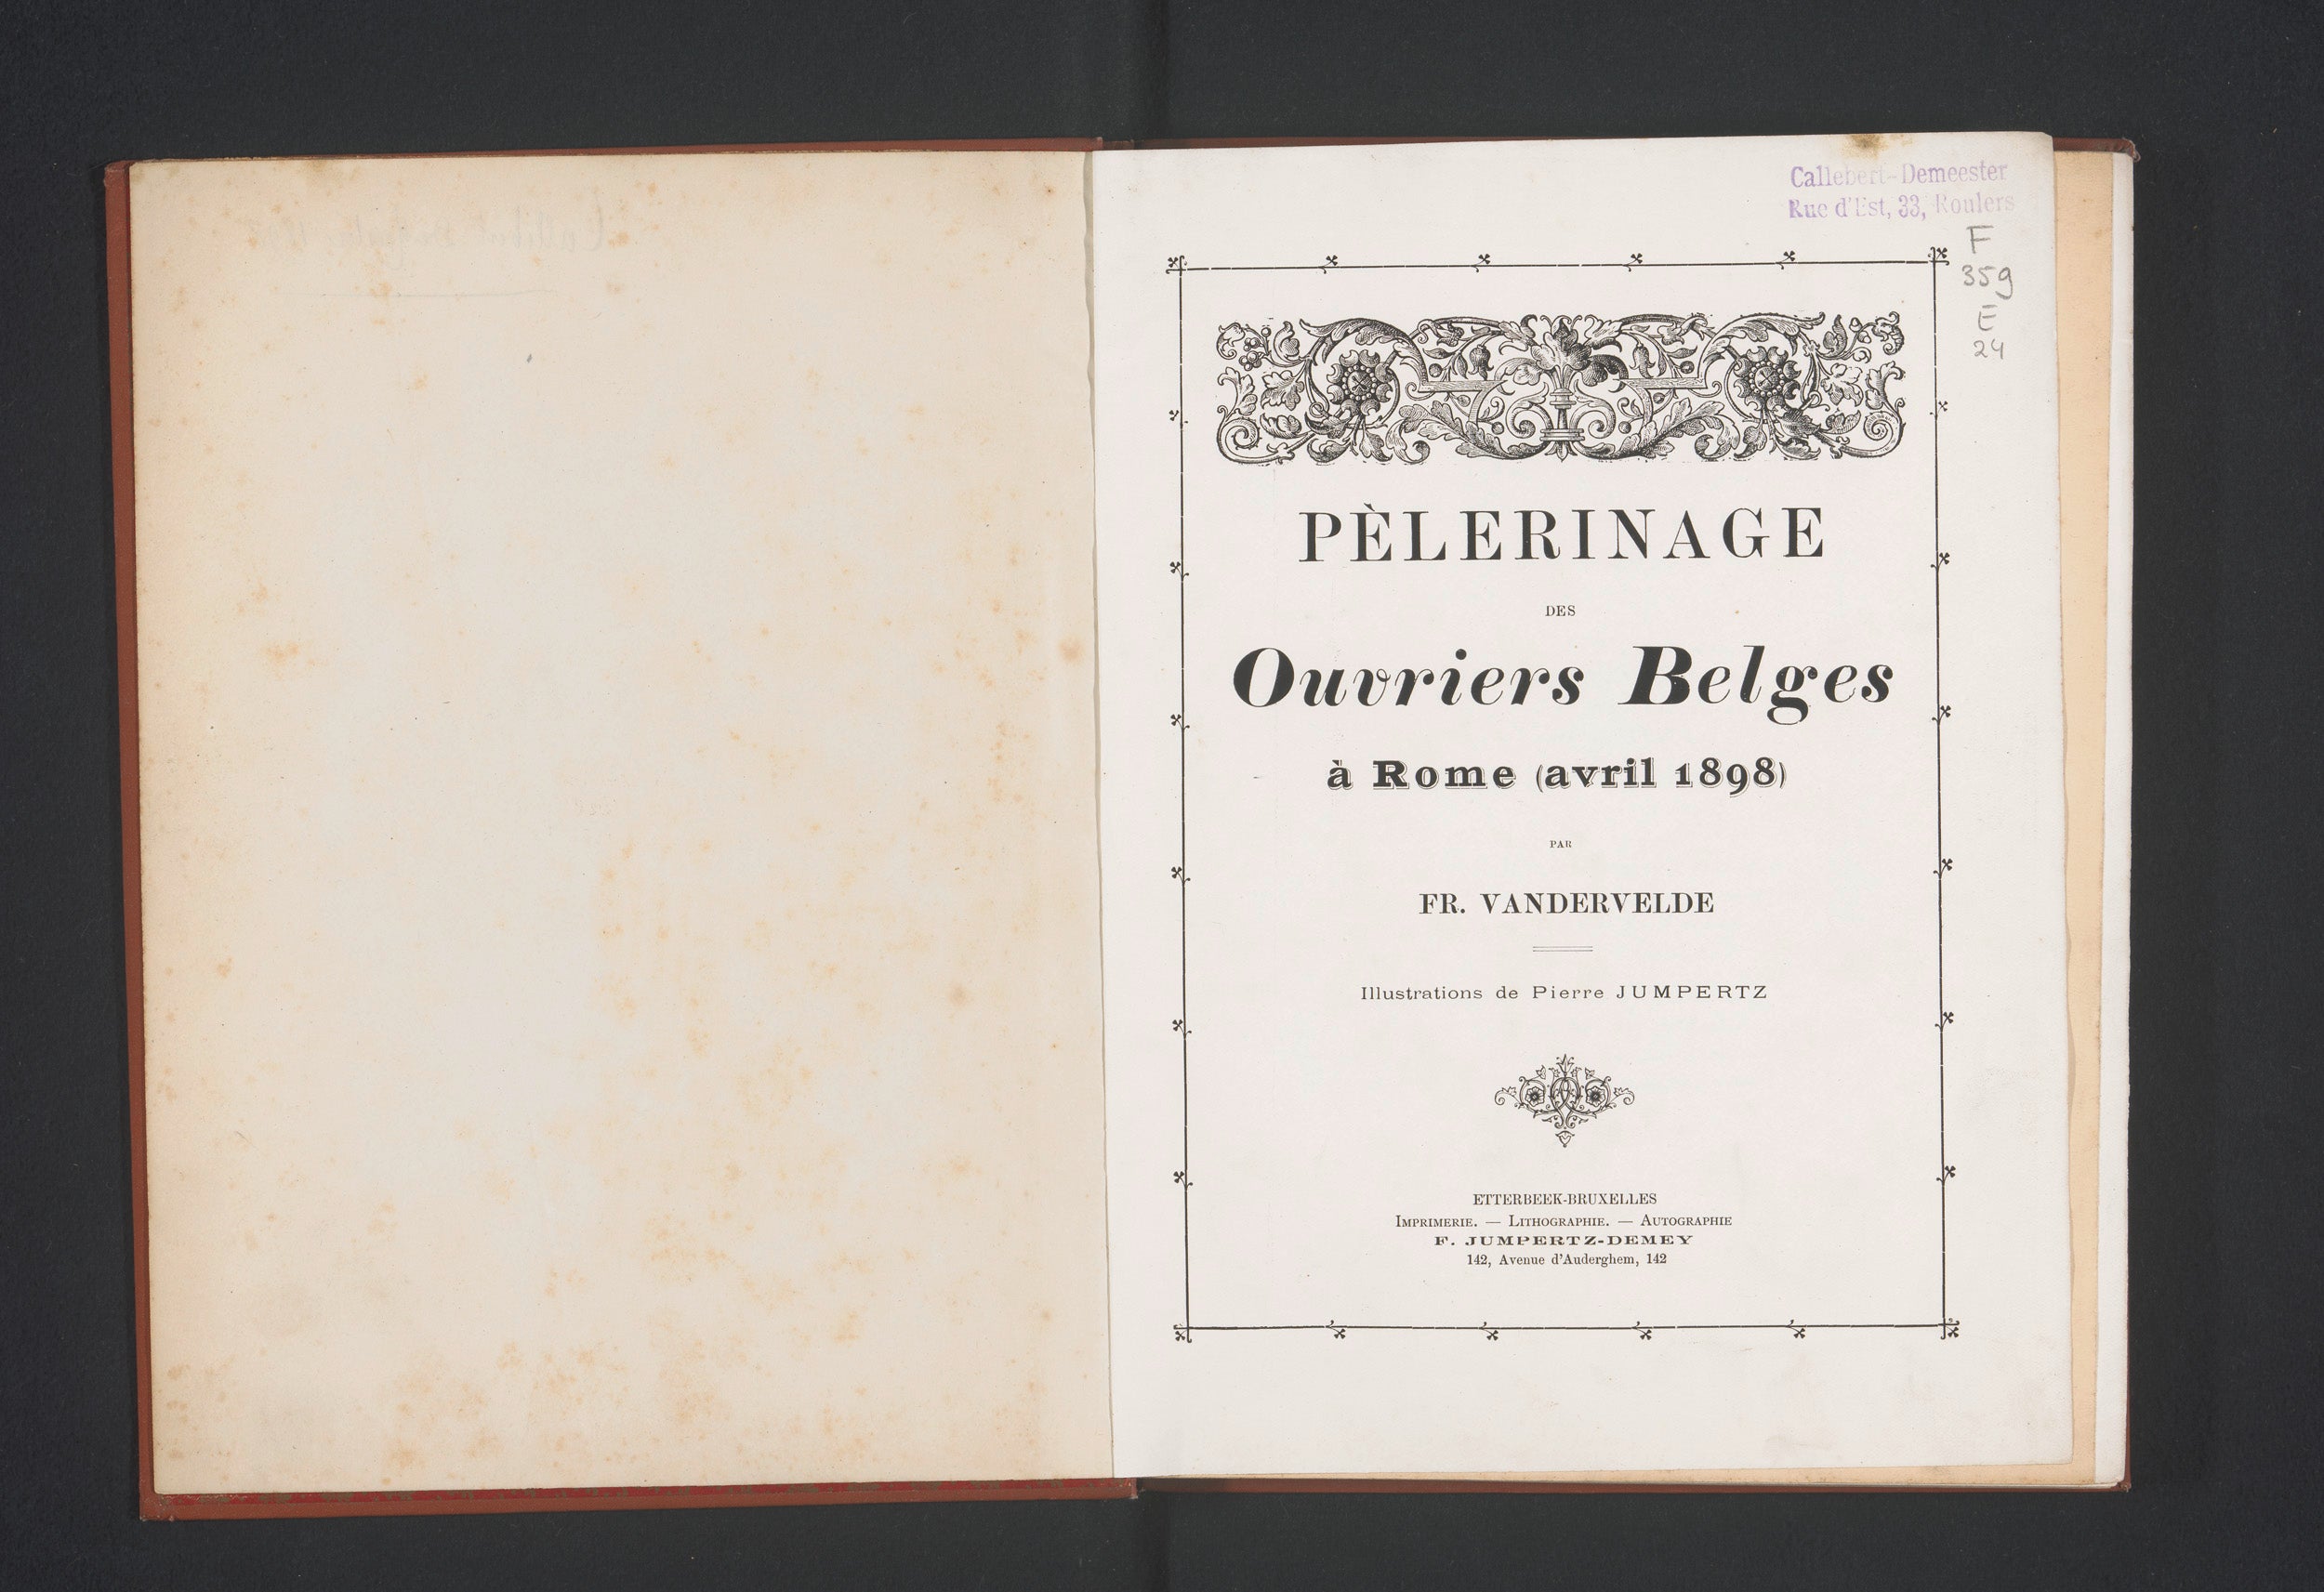 Callebert-Demeester
Rue d'Est, 33, Roulers
F
359
E
24
PÈLERINAGE
DES
Ouvriers Belges
à Rome (avril 1898)
PAR
FR. VANDERVELDE
Illustrations de Pierre JUMPERTZ
ETTERBEEK-BRUXELLES
IMPRIMERIE. — LITHOGRAPHIE. — AUTOGRAPHIE
F. JUMPERTZ-DEMEY
142, Avenue d'Auderghem, 142